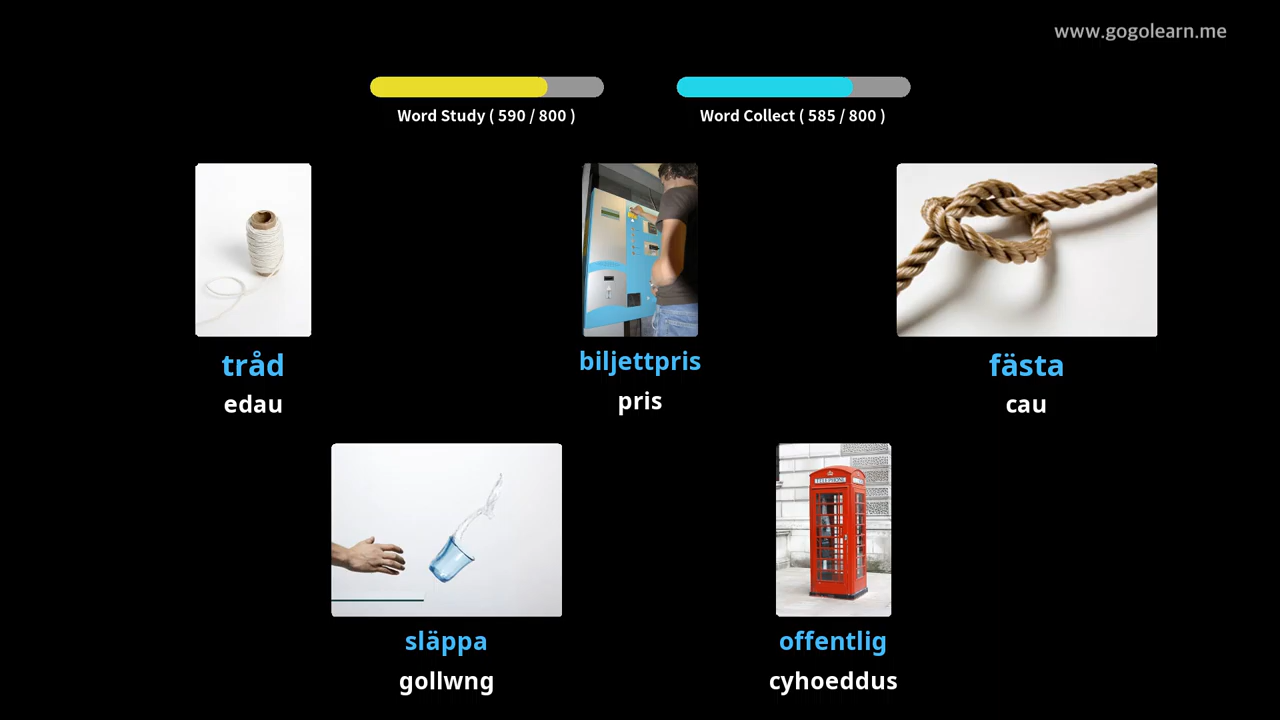 www.gogolearn.me
Word Study ( 590 / 800 )
Word Collect ( 585 / 800 )
tråd
edau
biljettpris
pris
fästa
cau
TELEPHONE
släppa
gollwng
offentlig
cyhoeddus